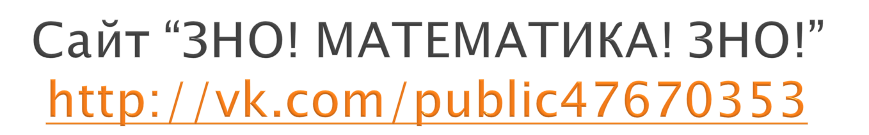 Сайт “ЗНО! МАТЕМАТИКА! ЗНО!”
http://vk.com/public47670353